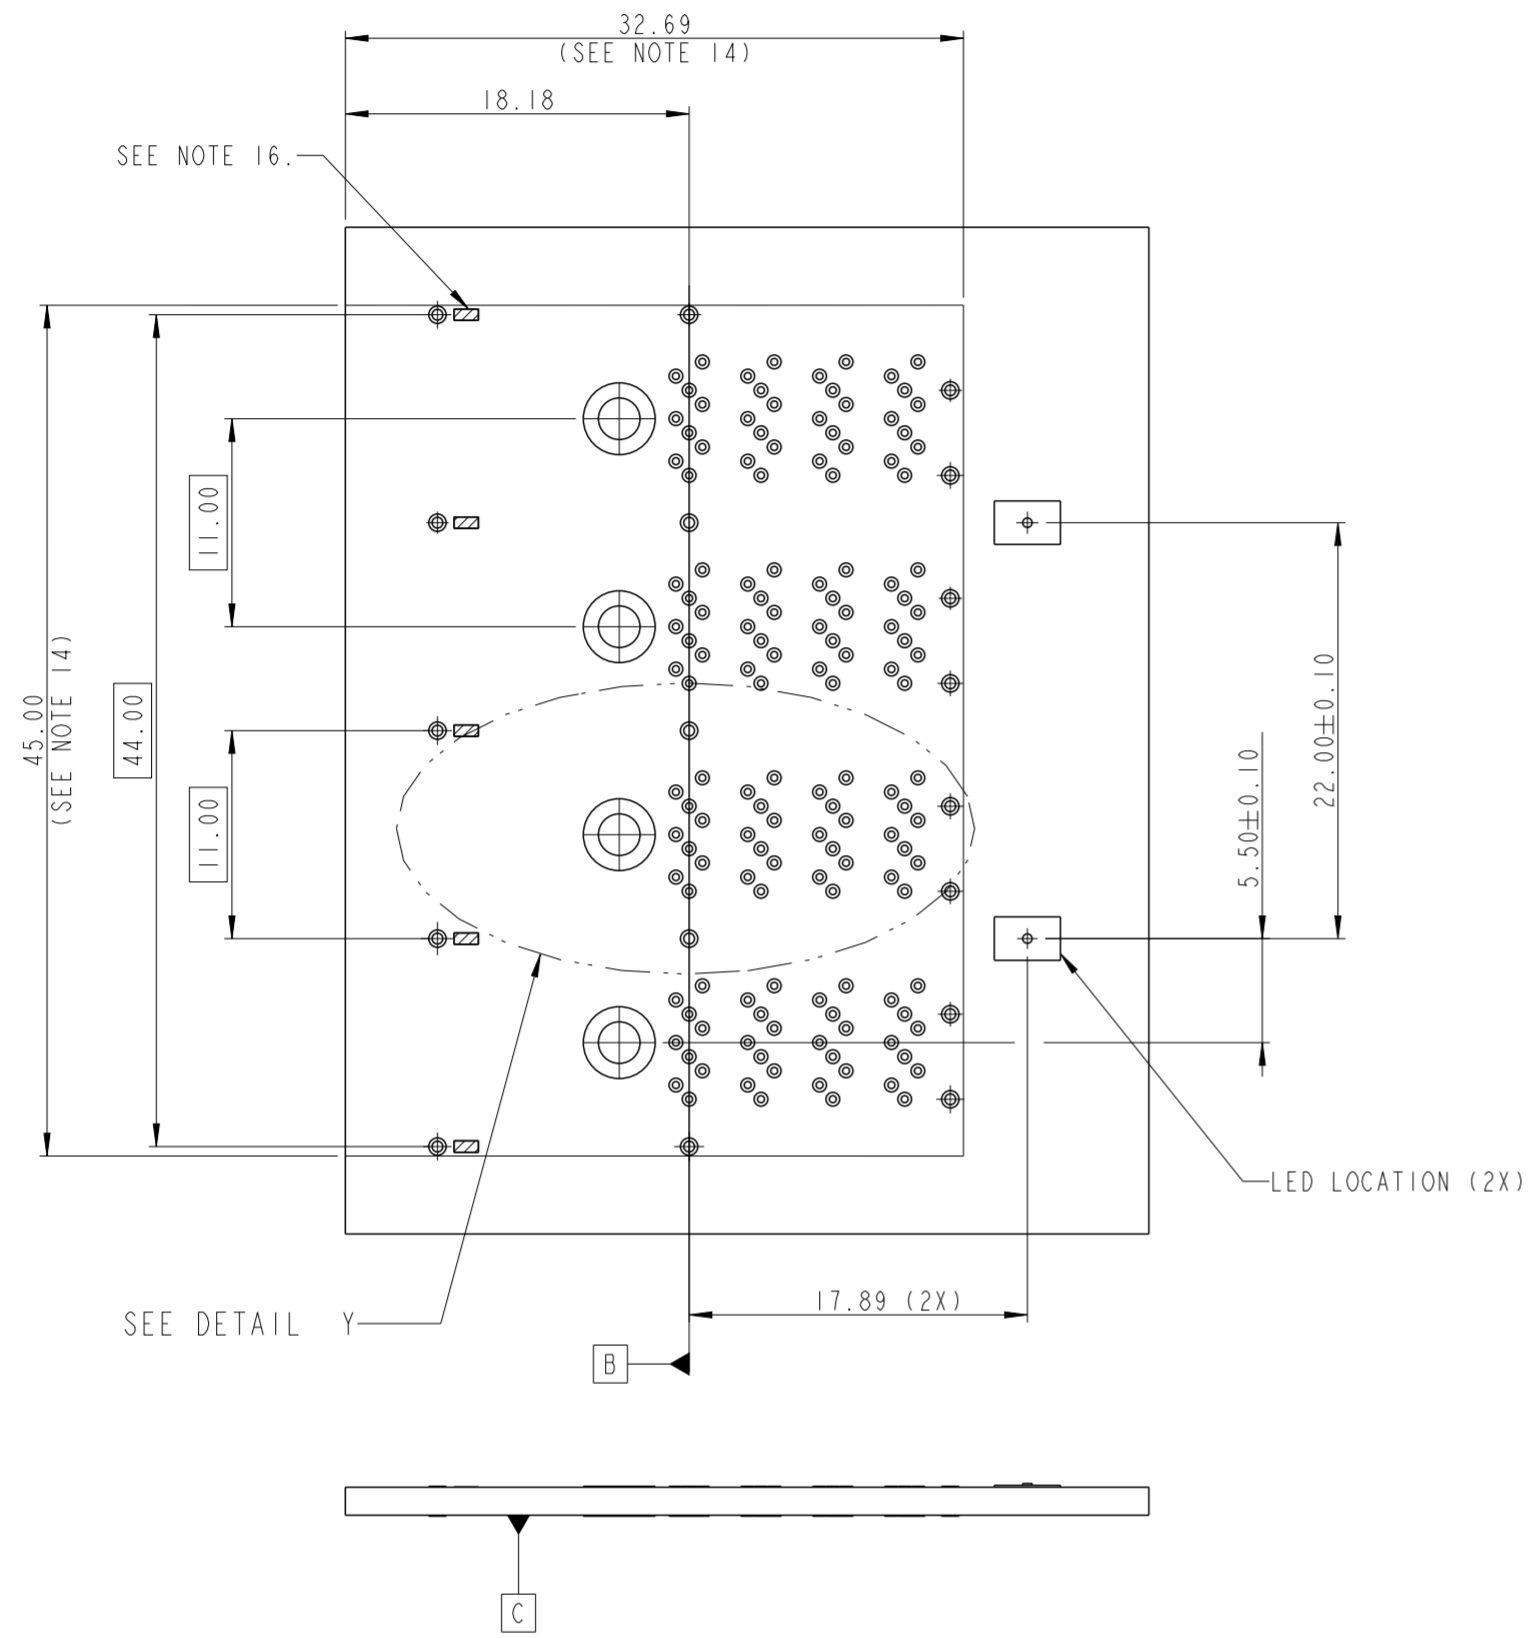 32.69
(SEE NOTE 14)
18.18
SEE NOTE 16.
11.00
45.00
(SEE NOTE 14)
44.00
11.00
22.00±0.10
5.50±0.10
LED LOCATION (2X)
17.89 (2X)
SEE DETAIL Y
B
C